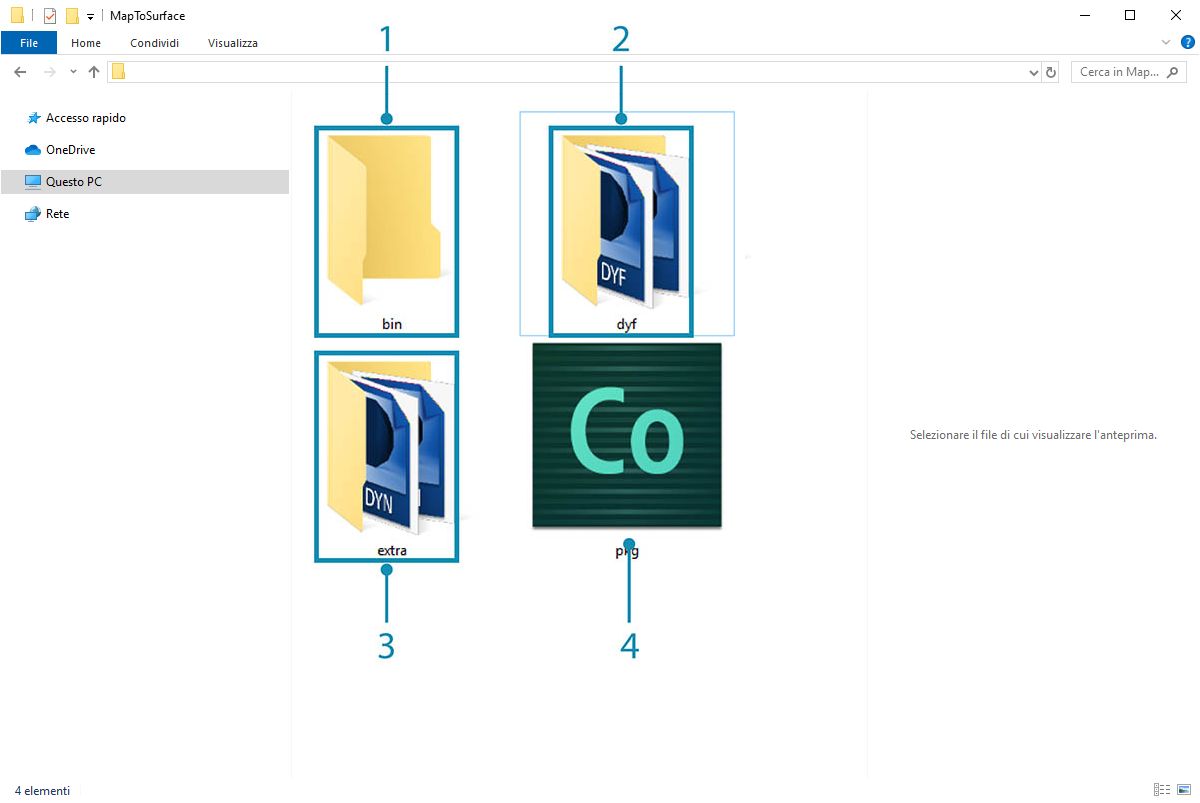 MapToSurface
File Home Condividi Visualizza
Cerca in Map...
Accesso rapido
OneDrive
Questo PC
Rete
1 2
DYF
bin dyf
DYN
Co
extra pkg
3 4
Selezionare il file di cui visualizzare l'anteprima.
4 elementi